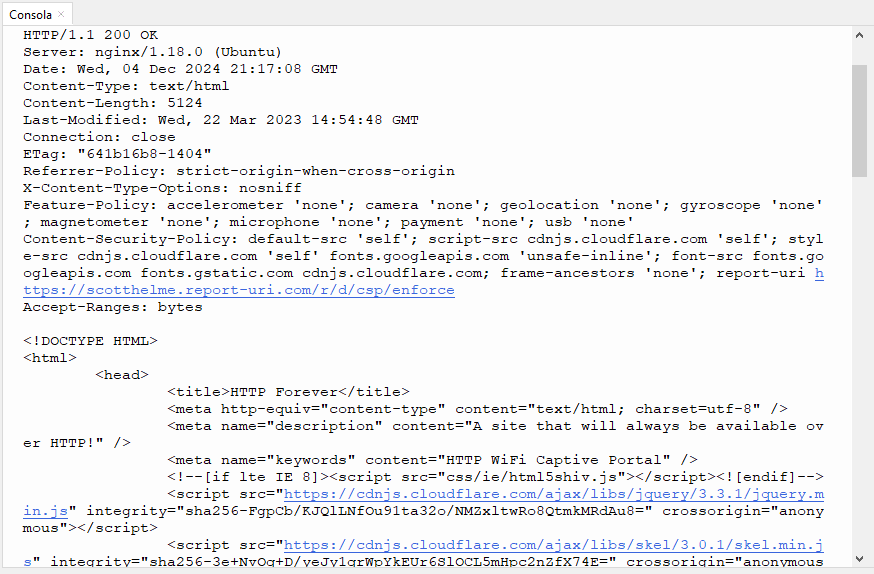 Consola
HTTP/1.1 200 OK
Server: nginx/1.18.0 (Ubuntu)
Date: Wed, 04 Dec 2024 21:17:08 GMT
Content-Type: text/html
Content-Length: 5124
Last-Modified: Wed, 22 Mar 2023 14:54:48 GMT
Connection: close
ETag: "641b16b8-1404"
Referrer-Policy: strict-origin-when-cross-origin
X-Content-Type-Options: nosniff
Feature-Policy: accelerometer 'none'; camera 'none'; geolocation 'none'; gyroscope 'none'
; magnetometer 'none'; microphone 'none'; payment 'none'; usb 'none'
Content-Security-Policy: default-src 'self'; script-src cdnjs.cloudflare.com 'self'; styl
e-src cdnjs.cloudflare.com 'self' fonts.googleapis.com 'unsafe-inline'; font-src fonts.go
ogleapis.com fonts.gstatic.com cdnjs.cloudflare.com; frame-ancestors 'none'; report-uri h
ttps://scotthelme.report-uri.com/r/d/csp/enforce
Accept-Ranges: bytes
<!DOCTYPE HTML>
<html>
<head>
<title>HTTP Forever</title>
<meta http-equiv="content-type" content="text/html; charset=utf-8" />
<meta name="description" content="A site that will always be available ov
er HTTP!" />
<meta name="keywords" content="HTTP WiFi Captive Portal" />
<!--[if lte IE 8]><script src="css/ie/html5shiv.js"></script><![endif]-->
<script src="https://cdnjs.cloudflare.com/ajax/libs/jquery/3.3.1/jquery.m
in.js" integrity="sha256-FgpCb/KJQlLNfOu91ta32o/NMZxltwRo8QtmkMRdAu8=" crossorigin="anony
mous"></script>
<script src="https://cdnjs.cloudflare.com/ajax/libs/skel/3.0.1/skel.min.j
s" integrity="sha256-3e+NvOq+D/yeJy1qrWpYkEUr6SlOCL5mHpc2nZfX74E=" crossorigin="anonymous